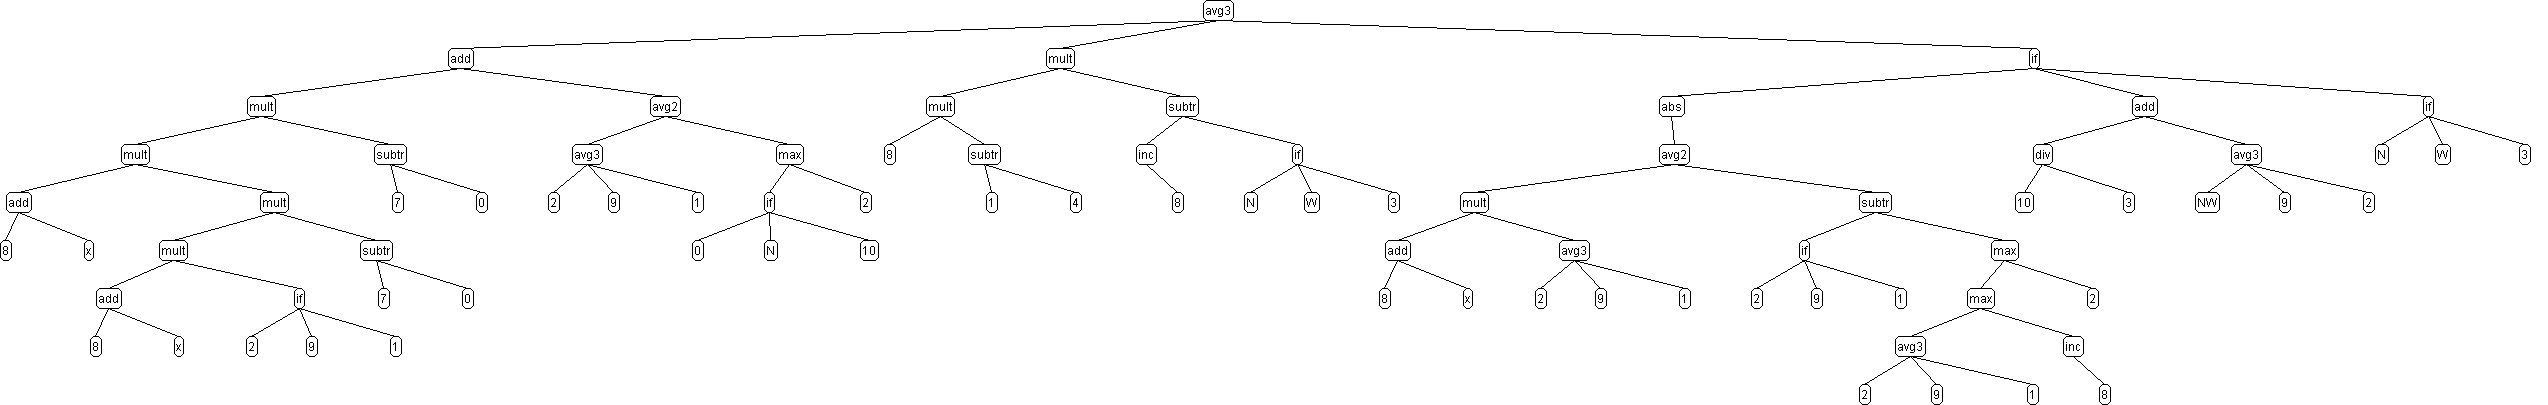 avg3
add mult if
mult avg2 mult subtr abs add if
mult subtr avg3 max 8 subtr inc if avg2 div avg3 N W 3
add mult 7 0 2 9 1 if 2 1 4 8 N W 3 mult subtr 10 3 NW 9 2
8 x mult subtr 0 N 10 add avg3 if max
add if 7 0 8 x 2 9 1 2 9 1 max 2
8 x 2 9 1 avg3 inc
2 9 1 8